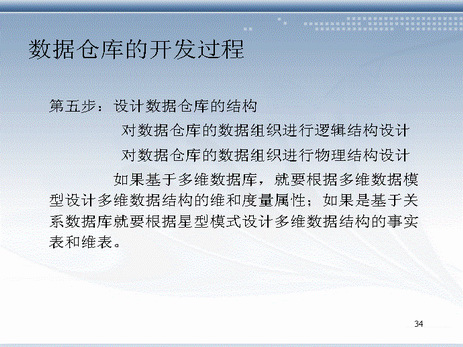 数据仓库的开发过程
第五步：设计数据仓库的结构
对数据仓库的数据组织进行逻辑结构设计
对数据仓库的数据组织进行物理结构设计
如果基于多维数据库，就要根据多维数据模
型设计多维数据结构的维和度量属性；如果是基于关
系数据库就要根据星型模式设计多维数据结构的事实
表和维表。
34